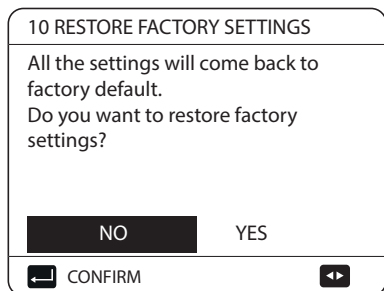 10 RESTORE FACTORY SETTINGS
All the settings will come back to
factory default.
Do you want to restore factory
settings?
NO YES
CONFIRM